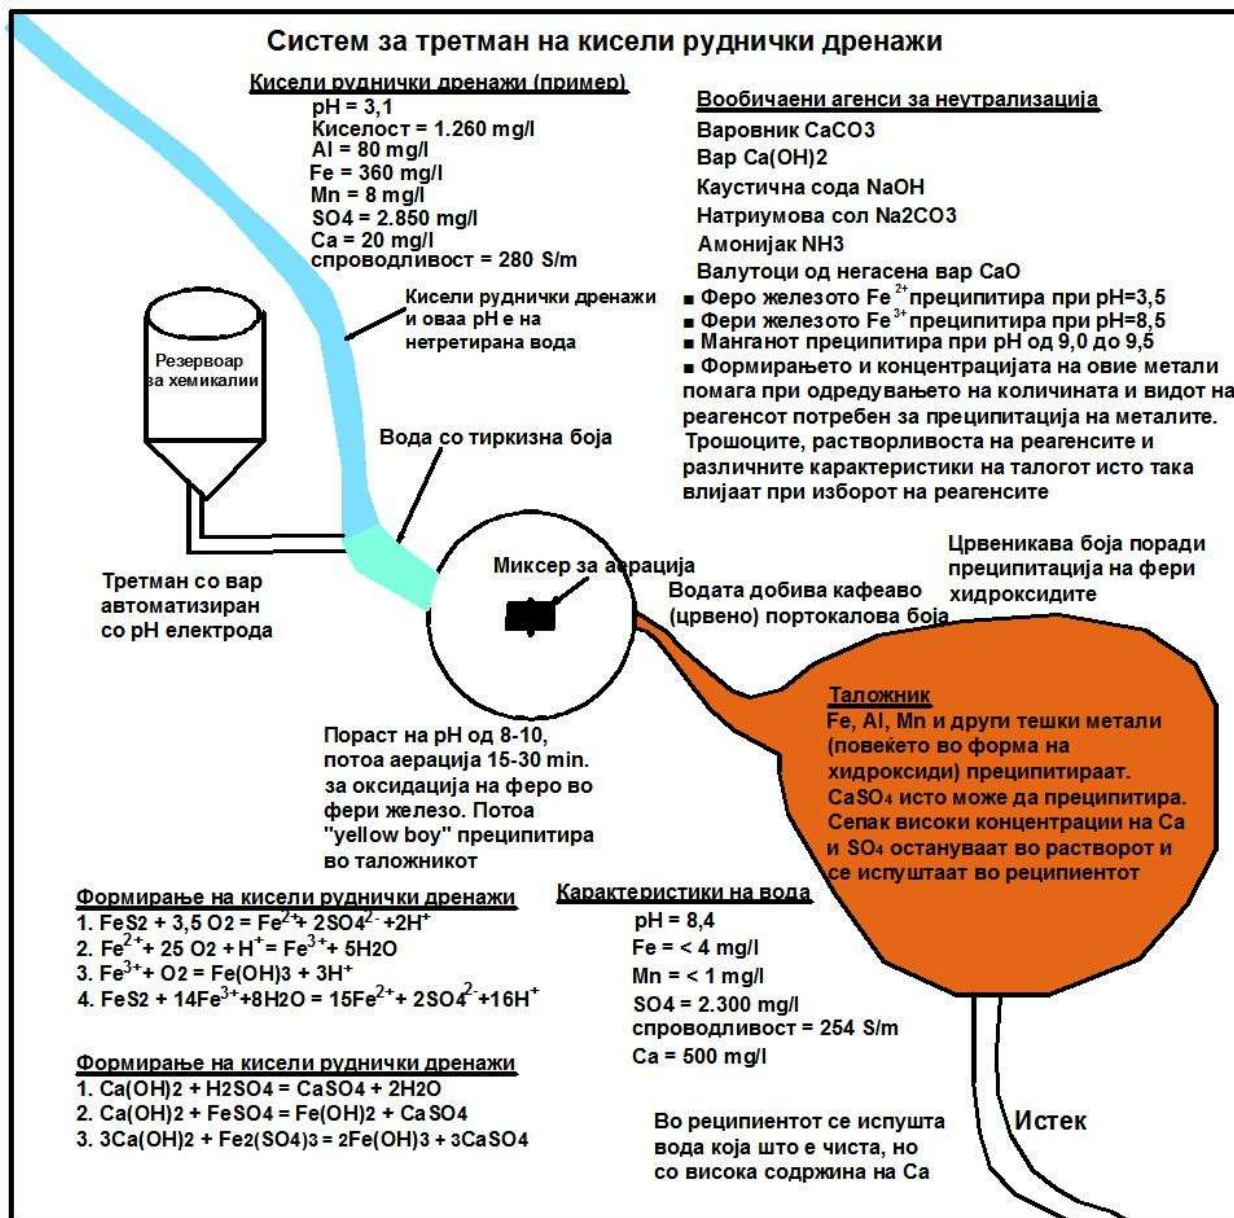 Систем за третман на кисели руднички дренажи
Кисели руднички дренажи (пример)
pH = 3,1
Киселост = 1.260 mg/l
Al = 80 mg/l
Fe = 360 mg/l
Mn = 8 mg/l
SO4 = 2.850 mg/l
Ca = 20 mg/l
спроводливост = 280 S/m
Вообичаени агенси за неутрализација
Варовник CaCO3
Вар Ca(OH)2
Каустична сода NaOH
Натриумова сол Na2CO3
Амонијак NH3
Валутоци од негасена вар CaO
■ Феро железото Fe2+ преципитира при pH=3,5
■ Фери железото Fe3+ преципитира при pH=8,5
■ Манганот преципитира при pH од 9,0 до 9,5
■ Формирањето и концентрацијата на овие метали
помага при одредувањето на количината и видот на
реагенсот потребен за преципитација на металите.
Трошоците, растворливоста на реагенсите и
различните карактеристики на талогот исто така
влијаат при изборот на реагенсите
Кисели руднички дренажи
и оваа pH е на
нетретирана вода
Резервоар
за хемикалии
Вода со тиркизна боја
Третман со вар
автоматизиран
со pH електрода
Миксер за аерација
Водата добива кафеаво
(црвено) портокалова боја
Црвеникава боја поради
преципитација на фери
хидроксидите
Таложник
Fe, Al, Mn и други тешки метали
(повеќето во форма на
хидроксиди) преципитираат.
CaSO4 исто може да преципитира.
Сепак високи концентрации на Ca
и SO4 остануваат во растворот и
се испуштаат во реципиентот
Пораст на pH од 8-10,
потоа аерација 15-30 min.
за оксидација на феро во
фери железо. Потоа
"yellow boy" преципитира
во таложникот
Формирање на кисели руднички дренажи
1. FeS2 + 3,5 O2 = Fe2+ + 2SO42- +2H+
2. Fe2+ + 25 O2 + H+ = Fe3+ + 5H2O
3. Fe3+ + O2 = Fe(OH)3 + 3H+
4. FeS2 + 14Fe3+ +8H2O = 15Fe2+ + 2SO42- +16H+
Формирање на кисели руднички дренажи
1. Ca(OH)2 + H2SO4 = CaSO4 + 2H2O
2. Ca(OH)2 + FeSO4 = Fe(OH)2 + CaSO4
3. 3Ca(OH)2 + Fe2(SO4)3 = 2Fe(OH)3 + 3CaSO4
Карактеристики на вода
pH = 8,4
Fe = < 4 mg/l
Mn = < 1 mg/l
SO4 = 2.300 mg/l
спроводливост = 254 S/m
Ca = 500 mg/l
Во реципиентот се испушта
вода која што е чиста, но
со висока содржина на Ca
Истек